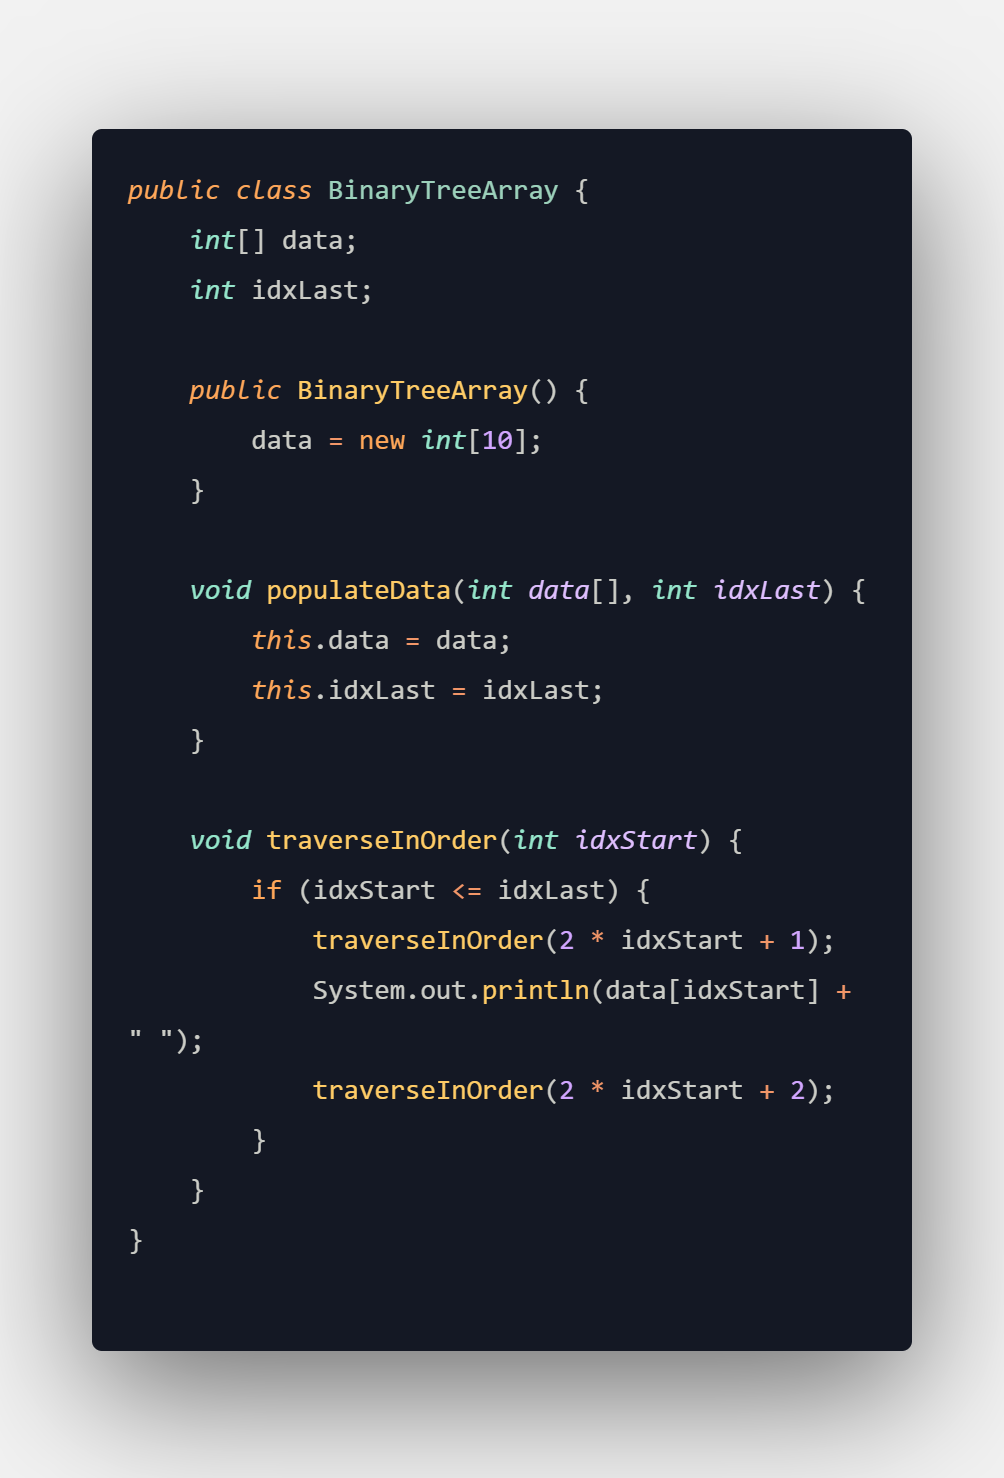 public class BinaryTreeArray {
    int[] data;
    int idxLast;

    public BinaryTreeArray() {
        data = new int[10];
    }

    void populateData(int data[], int idxLast) {
        this.data = data;
        this.idxLast = idxLast;
    }

    void traverseInOrder(int idxStart) {
        if (idxStart <= idxLast) {
            traverseInOrder(2 * idxStart + 1);
            System.out.println(data[idxStart] +
" ");
            traverseInOrder(2 * idxStart + 2);
        }
    }
}